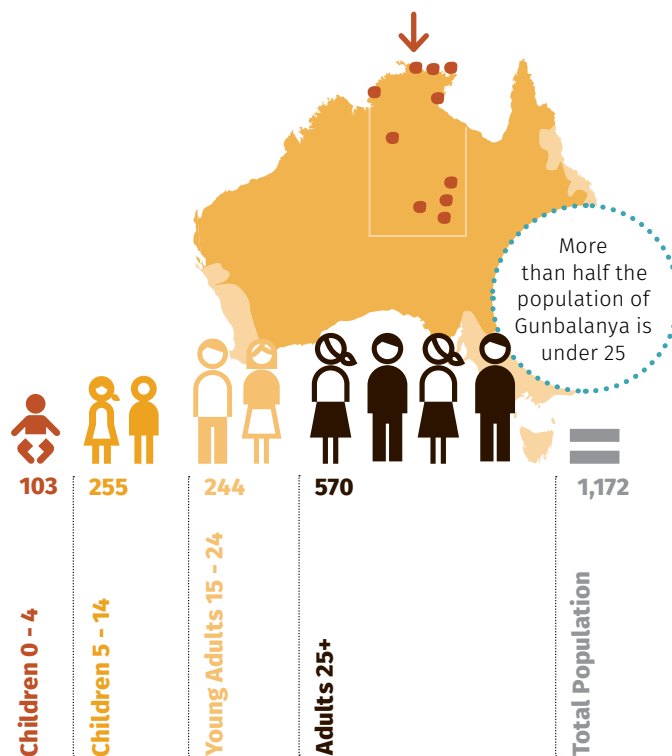 More
than half the
population of
Gunbalanya is
under 25
103
255
244
570
1,172
Children 0 - 4
Children 5 - 14
Young Adults 15 - 24
Adults 25+
Total Population